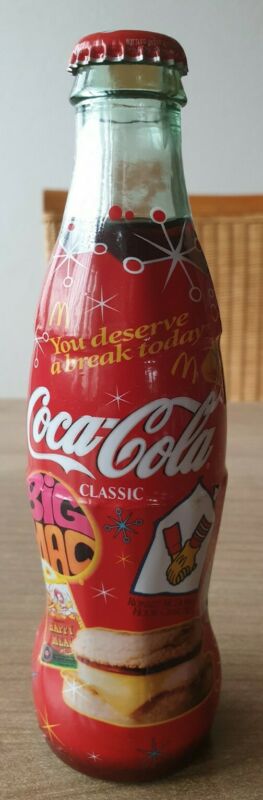 You deserve
a break today
Coca-Cola
CLASSIC
BIG
MAC
HAPPY
MEAL